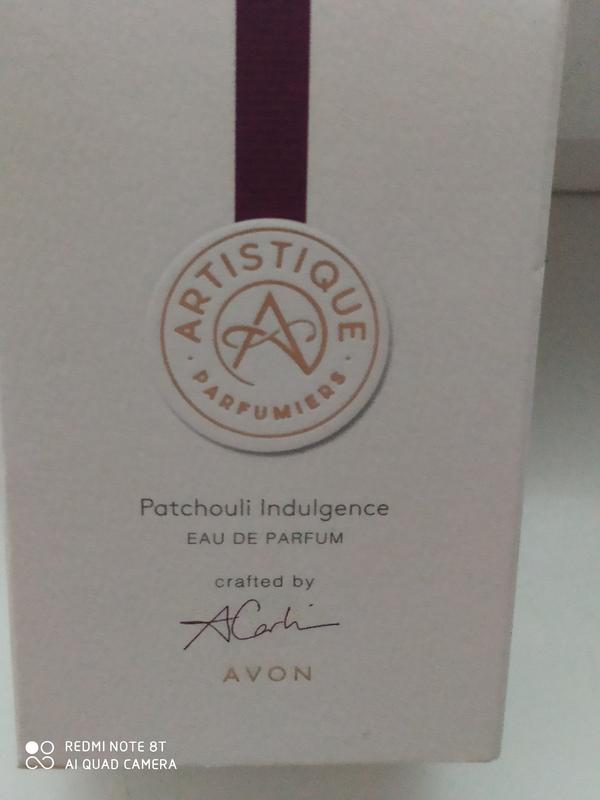 ARTISTIQUE
PARFUMIERS
Patchouli Indulgence
EAU DE PARFUM
crafted by
AVON
REDMI NOTE 8T
AI QUAD CAMERA